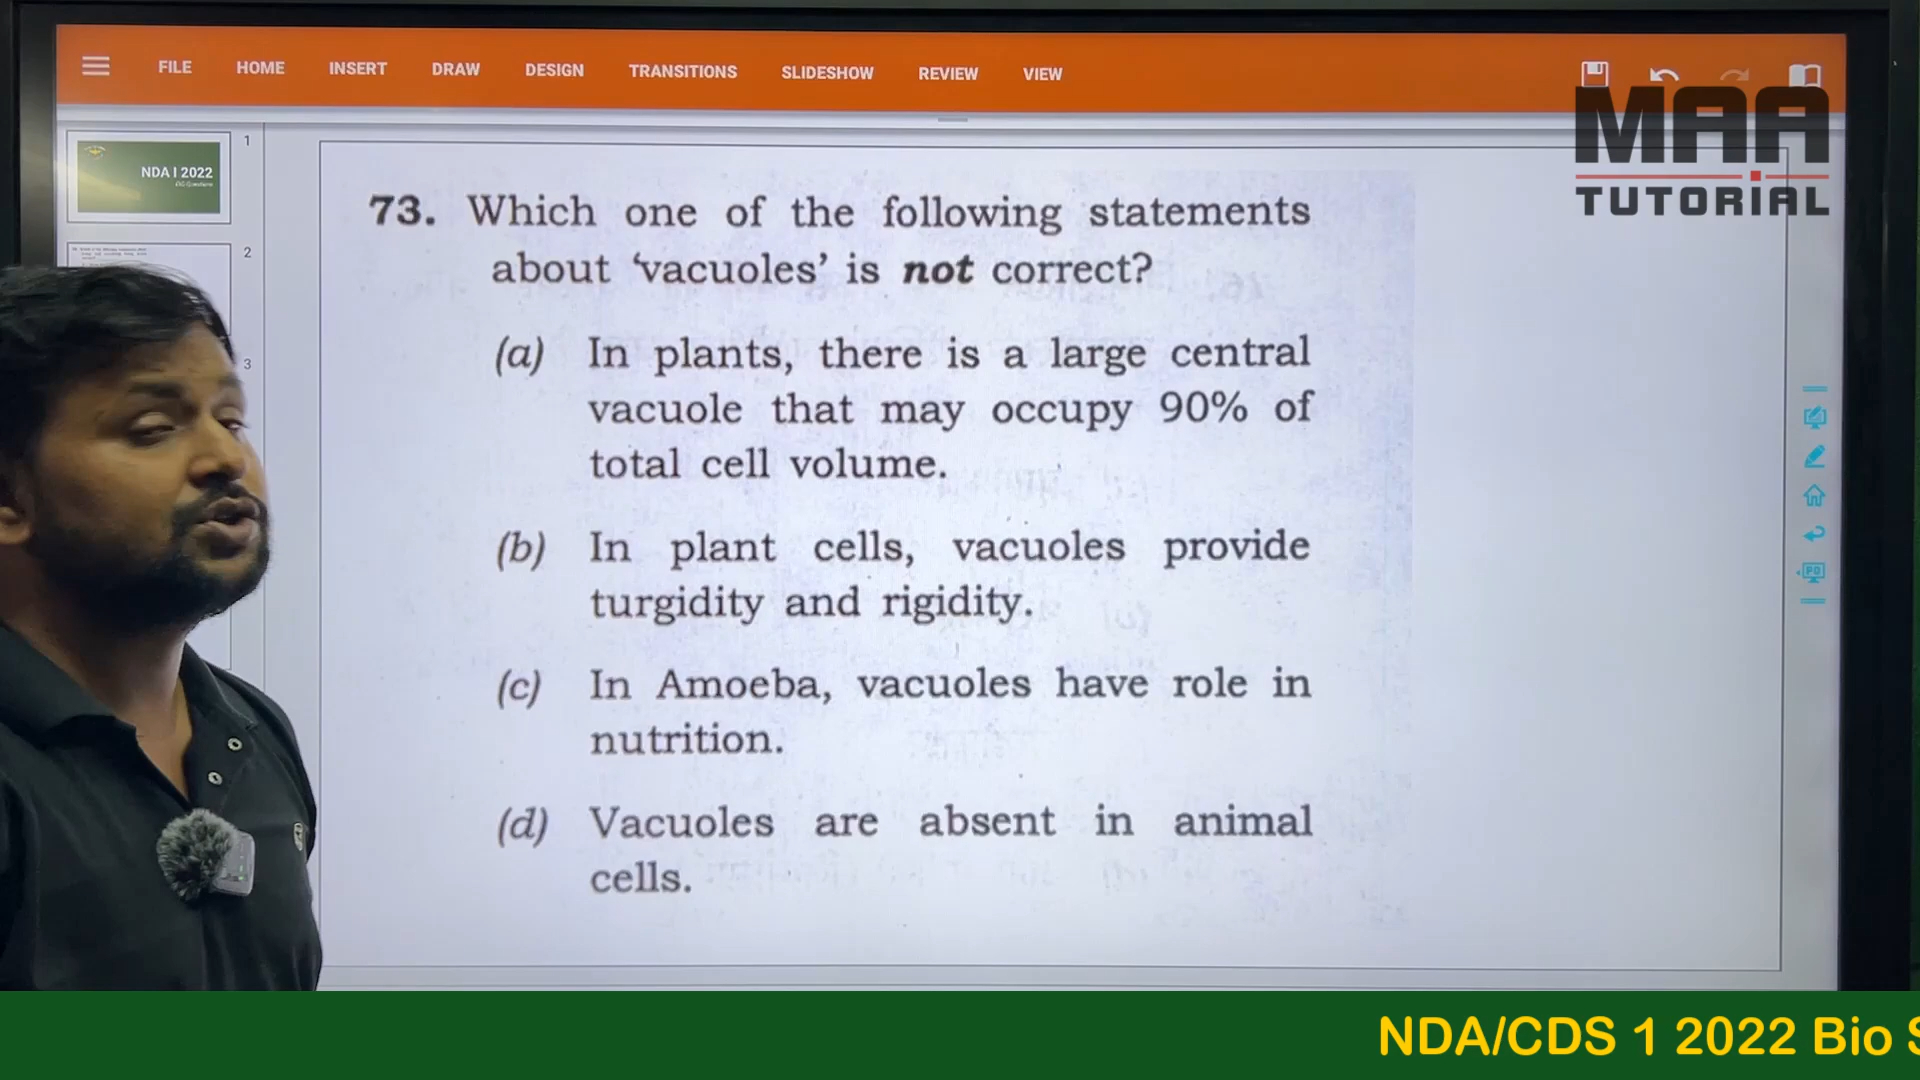 FILE HOME INSERT DRAW DESIGN TRANSITIONS SLIDESHOW REVIEW VIEW
MAA
TUTORIAL
1
NDA I 2022
2
3
73. Which one of the following statements
about ‘vacuoles’ is not correct?
(a) In plants, there is a large central
vacuole that may occupy 90% of
total cell volume.
(b) In plant cells, vacuoles provide
turgidity and rigidity.
(c) In Amoeba, vacuoles have role in
nutrition.
(d) Vacuoles are absent in animal
cells.
PD
NDA/CDS 1 2022 Bio S